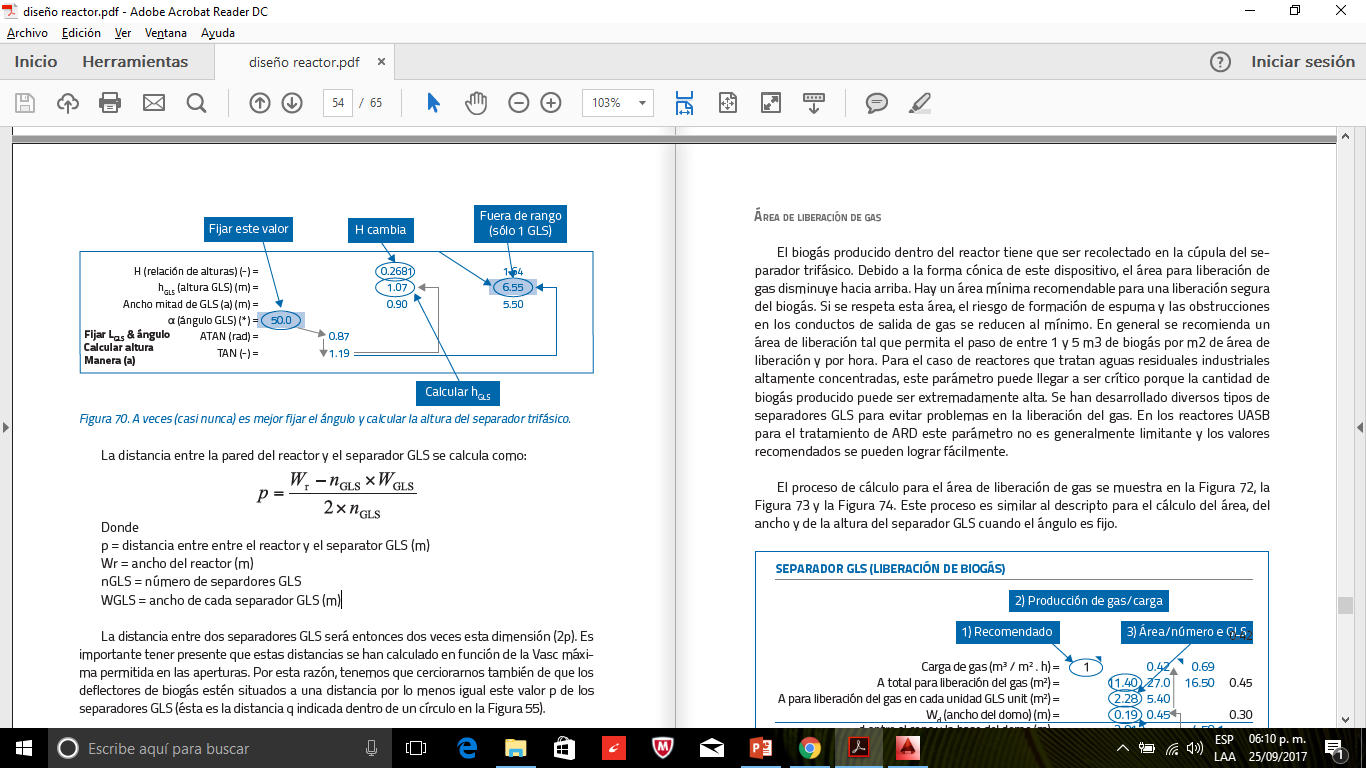 diseño reactor.pdf - Adobe Acrobat Reader DC
Archivo Edición Ver Ventana Ayuda
Inicio Herramientas diseño reactor.pdf × Iniciar sesión
54 / 65 103%
Fijar este valor
H cambia
Fuera de rango
(sólo 1 GLS)
H (relación de alturas) (-) = 0.2681
hGLS (altura GLS) (m) = 1.07 6.55
Ancho mitad de GLS (a) (m) = 0.90 5.50
α (ángulo GLS) (°) = 50.0
Fijar LGLS & ángulo
Calcular altura
Manera (a)
ATAN (rad) = 0.87
TAN (-) = 1.19
Calcular hGLS
Figura 70. A veces (casi nunca) es mejor fijar el ángulo y calcular la altura del separador trifásico.
La distancia entre la pared del reactor y el separador GLS se calcula como:
p = (Wr − nGLS × WGLS) / (2 × nGLS)
Donde
p = distancia entre entre el reactor y el separator GLS (m)
Wr = ancho del reactor (m)
nGLS = número de separdores GLS
WGLS = ancho de cada separador GLS (m)
La distancia entre dos separadores GLS será entonces dos veces esta dimensión (2p). Es
importante tener presente que estas distancias se han calculado en función de la Vasc máxi-
ma permitida en las aperturas. Por esta razón, tenemos que cerciorarnos también de que los
deflectores de biogás estén situados a una distancia por lo menos igual este valor p de los
separadores GLS (ésta es la distancia q indicada dentro de un círculo en la Figura 55).
ÁREA DE LIBERACIÓN DE GAS
El biogás producido dentro del reactor tiene que ser recolectado en la cúpula del se-
parador trifásico. Debido a la forma cónica de este dispositivo, el área para liberación de
gas disminuye hacia arriba. Hay un área mínima recomendable para una liberación segura
del biogás. Si se respeta esta área, el riesgo de formación de espuma y las obstrucciones
en los conductos de salida de gas se reducen al mínimo. En general se recomienda un
área de liberación tal que permita el paso de entre 1 y 5 m3 de biogás por m2 de área de
liberación y por hora. Para el caso de reactores que tratan aguas residuales industriales
altamente concentradas, este parámetro puede llegar a ser crítico porque la cantidad de
biogás producido puede ser extremadamente alta. Se han desarrollado diversos tipos de
separadores GLS para evitar problemas en la liberación del gas. En los reactores UASB
para el tratamiento de ARD este parámetro no es generalmente limitante y los valores
recomendados se pueden lograr fácilmente.
El proceso de cálculo para el área de liberación de gas se muestra en la Figura 72, la
Figura 73 y la Figura 74. Este proceso es similar al descripto para el cálculo del área, del
ancho y de la altura del separador GLS cuando el ángulo es fijo.
SEPARADOR GLS (LIBERACIÓN DE BIOGÁS)
2) Producción de gas/carga
1) Recomendado
3) Área/número e GLS
Carga de gas (m³ / m² . h) = 1 0.42 0.69
A total para liberación del gas (m²) = 11.40 27.0 16.50 0.45
A para liberación del gas en cada unidad GLS unit (m²) = 2.28 5.40
Wd (ancho del domo) (m) = 0.19 0.45 0.30
Escribe aquí para buscar
ESP 06:10 p. m.
LAA 25/09/2017